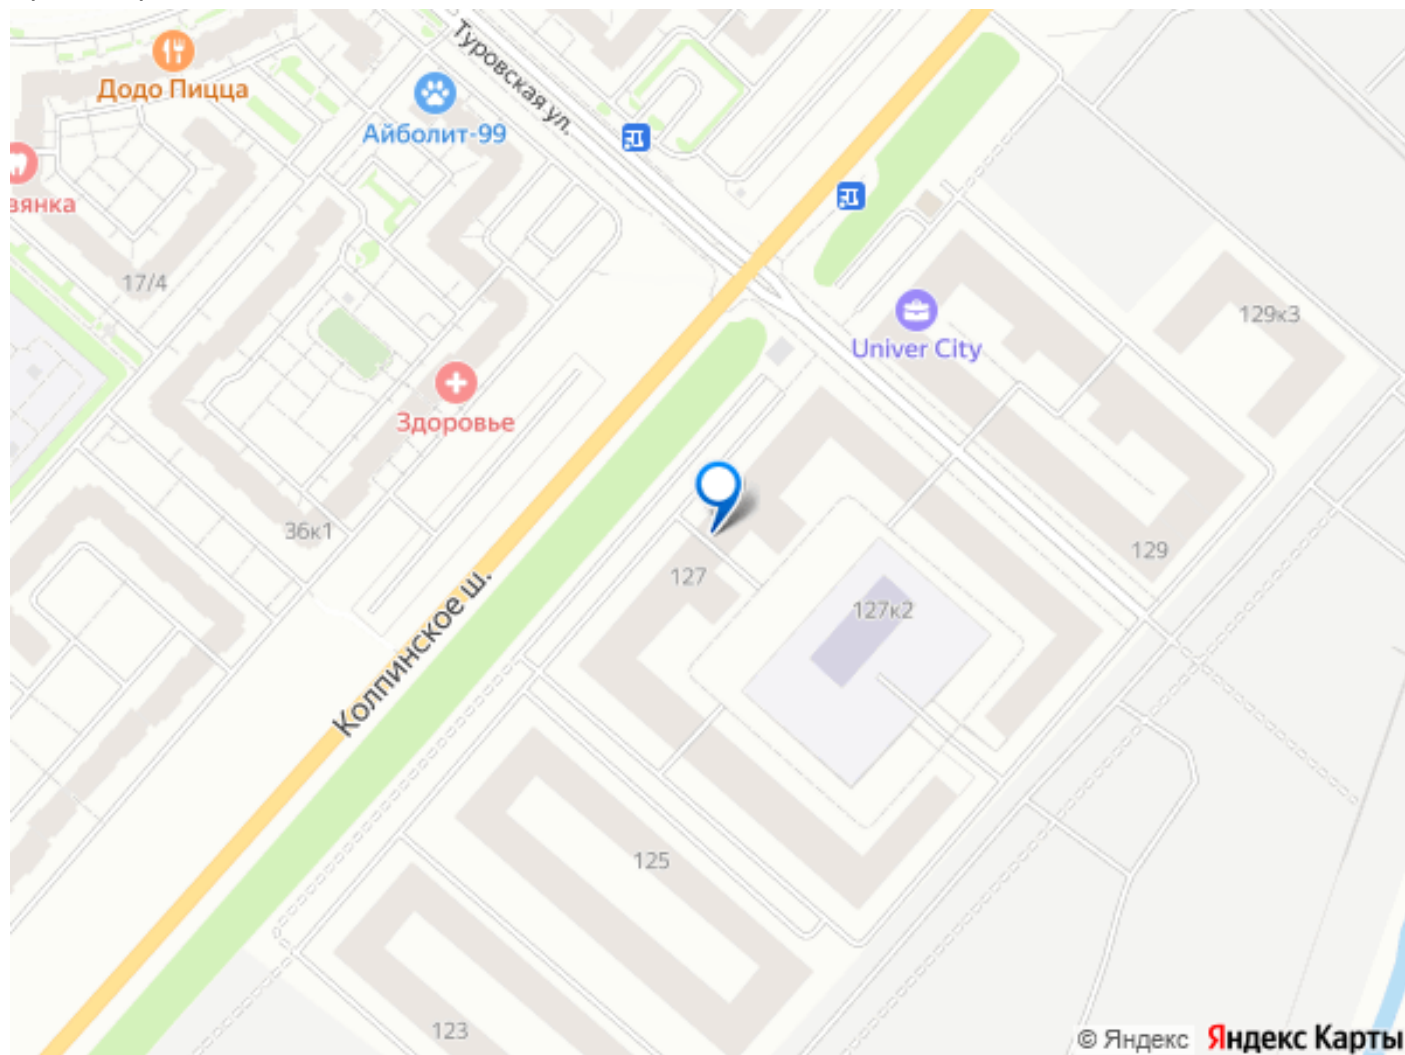 Туровская ул.
Додо Пицца
Айболит-99
зянка
17/4
129к3
Univer City
Здоровье
36к1
129
127
127к2
Колпинское ш.
125
123
© Яндекс Яндекс Карты